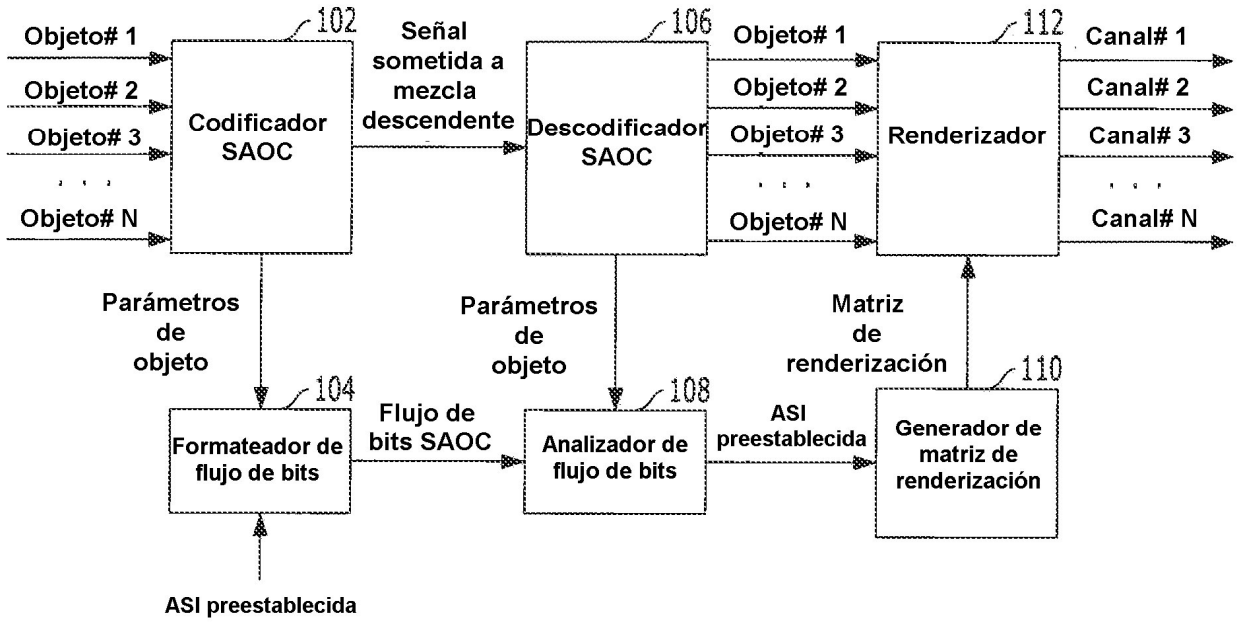 102
106
112
Objeto# 1
Objeto# 2
Objeto# 3
. . .
Objeto# N
Codificador
SAOC
Señal
sometida a
mezcla
descendente
Descodificador
SAOC
Objeto# 1
Objeto# 2
Objeto# 3
. . .
Objeto# N
Renderizador
Canal# 1
Canal# 2
Canal# 3
. . .
Canal# N
Parámetros
de
objeto
Parámetros
de
objeto
Matriz
de
renderización
104
108
110
Formateador de
flujo de bits
Flujo de
bits SAOC
Analizador de
flujo de bits
ASI
preestablecida
Generador de
matriz de
renderización
ASI preestablecida